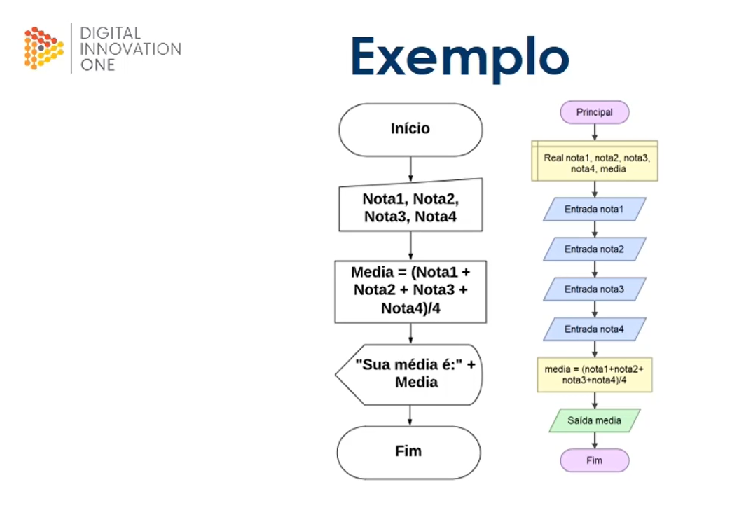 DIGITAL
INNOVATION
ONE
Exemplo
Início
Nota1, Nota2,
Nota3, Nota4
Media = (Nota1 +
Nota2 + Nota3 +
Nota4)/4
"Sua média é:" +
Media
Fim
Principal
Real nota1, nota2, nota3,
nota4, media
Entrada nota1
Entrada nota2
Entrada nota3
Entrada nota4
media = (nota1+nota2+
nota3+nota4)/4
Saída media
Fim